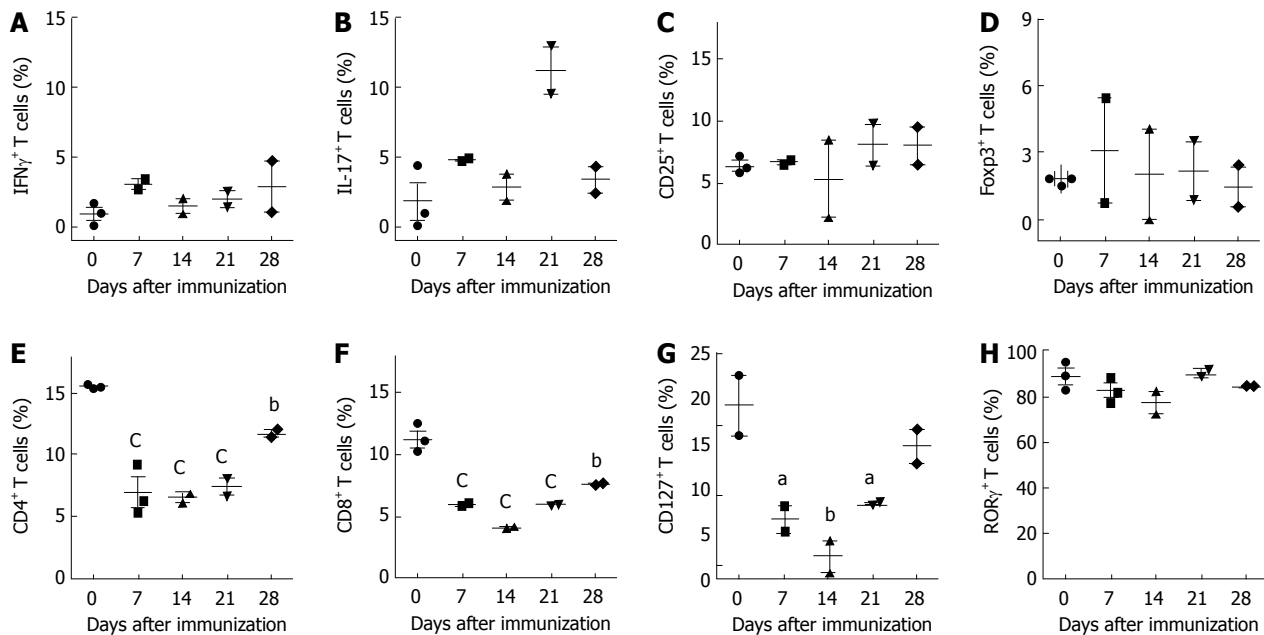 A
IFNγ+ T cells (%)
15
10
5
0
0 7 14 21 28
Days after immunization
B
IL-17+ T cells (%)
15
10
5
0
0 7 14 21 28
Days after immunization
C
CD25+ T cells (%)
15
10
5
0
0 7 14 21 28
Days after immunization
D
Foxp3+ T cells (%)
9
6
3
0
0 7 14 21 28
Days after immunization
E
CD4+ T cells (%)
15
10
5
0
C C C b
0 7 14 21 28
Days after immunization
F
CD8+ T cells (%)
15
10
5
0
C C C b
0 7 14 21 28
Days after immunization
G
CD127+ T cells (%)
25
20
15
10
5
0
a b a
0 7 14 21 28
Days after immunization
H
RORγ+ T cells (%)
100
80
60
40
20
0
0 7 14 21 28
Days after immunization